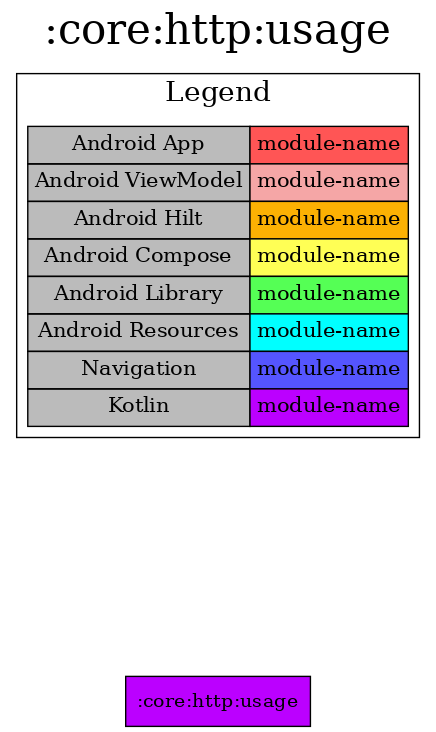 :core:http:usage
Legend
Android App module-name
Android ViewModel module-name
Android Hilt module-name
Android Compose module-name
Android Library module-name
Android Resources module-name
Navigation module-name
Kotlin module-name
:core:http:usage